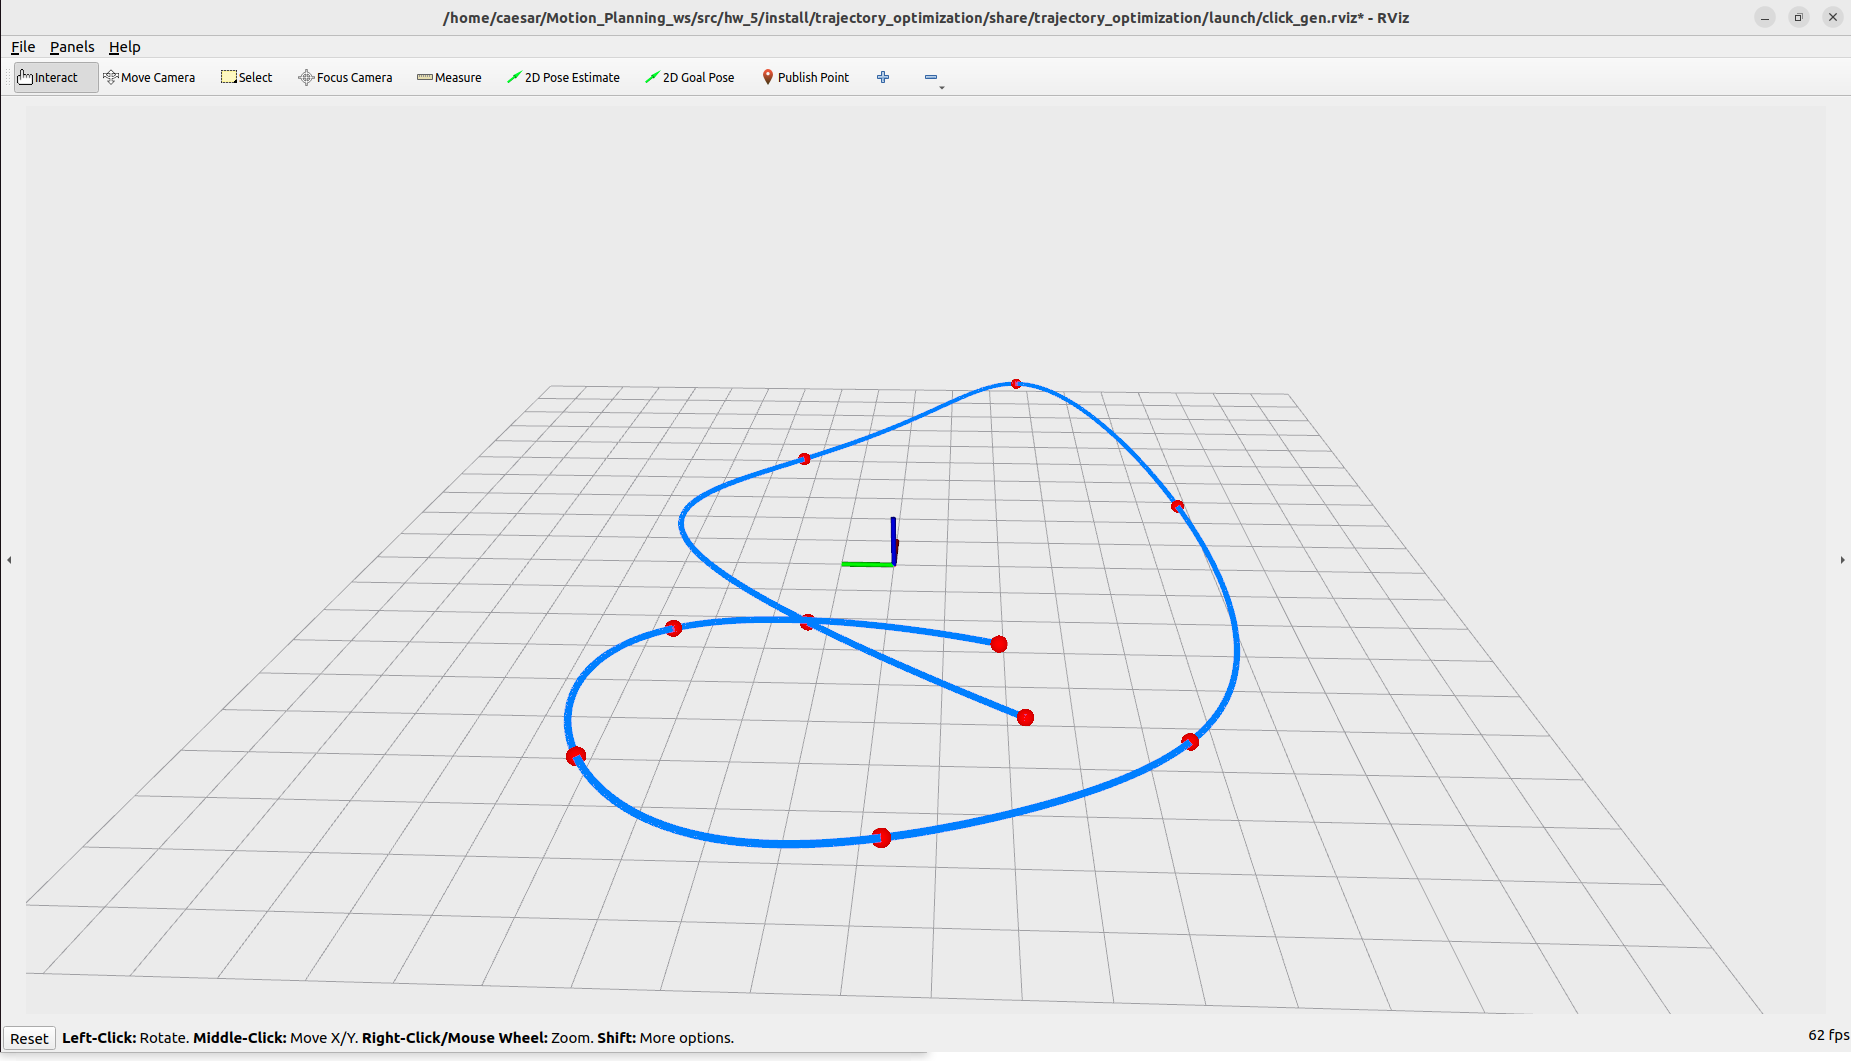 /home/caesar/Motion_Planning_ws/src/hw_5/install/trajectory_optimization/share/trajectory_optimization/launch/click_gen.rviz* - RViz
File Panels Help
Interact Move Camera Select Focus Camera Measure 2D Pose Estimate 2D Goal Pose Publish Point
Reset Left-Click: Rotate. Middle-Click: Move X/Y. Right-Click/Mouse Wheel: Zoom. Shift: More options. 62 fps